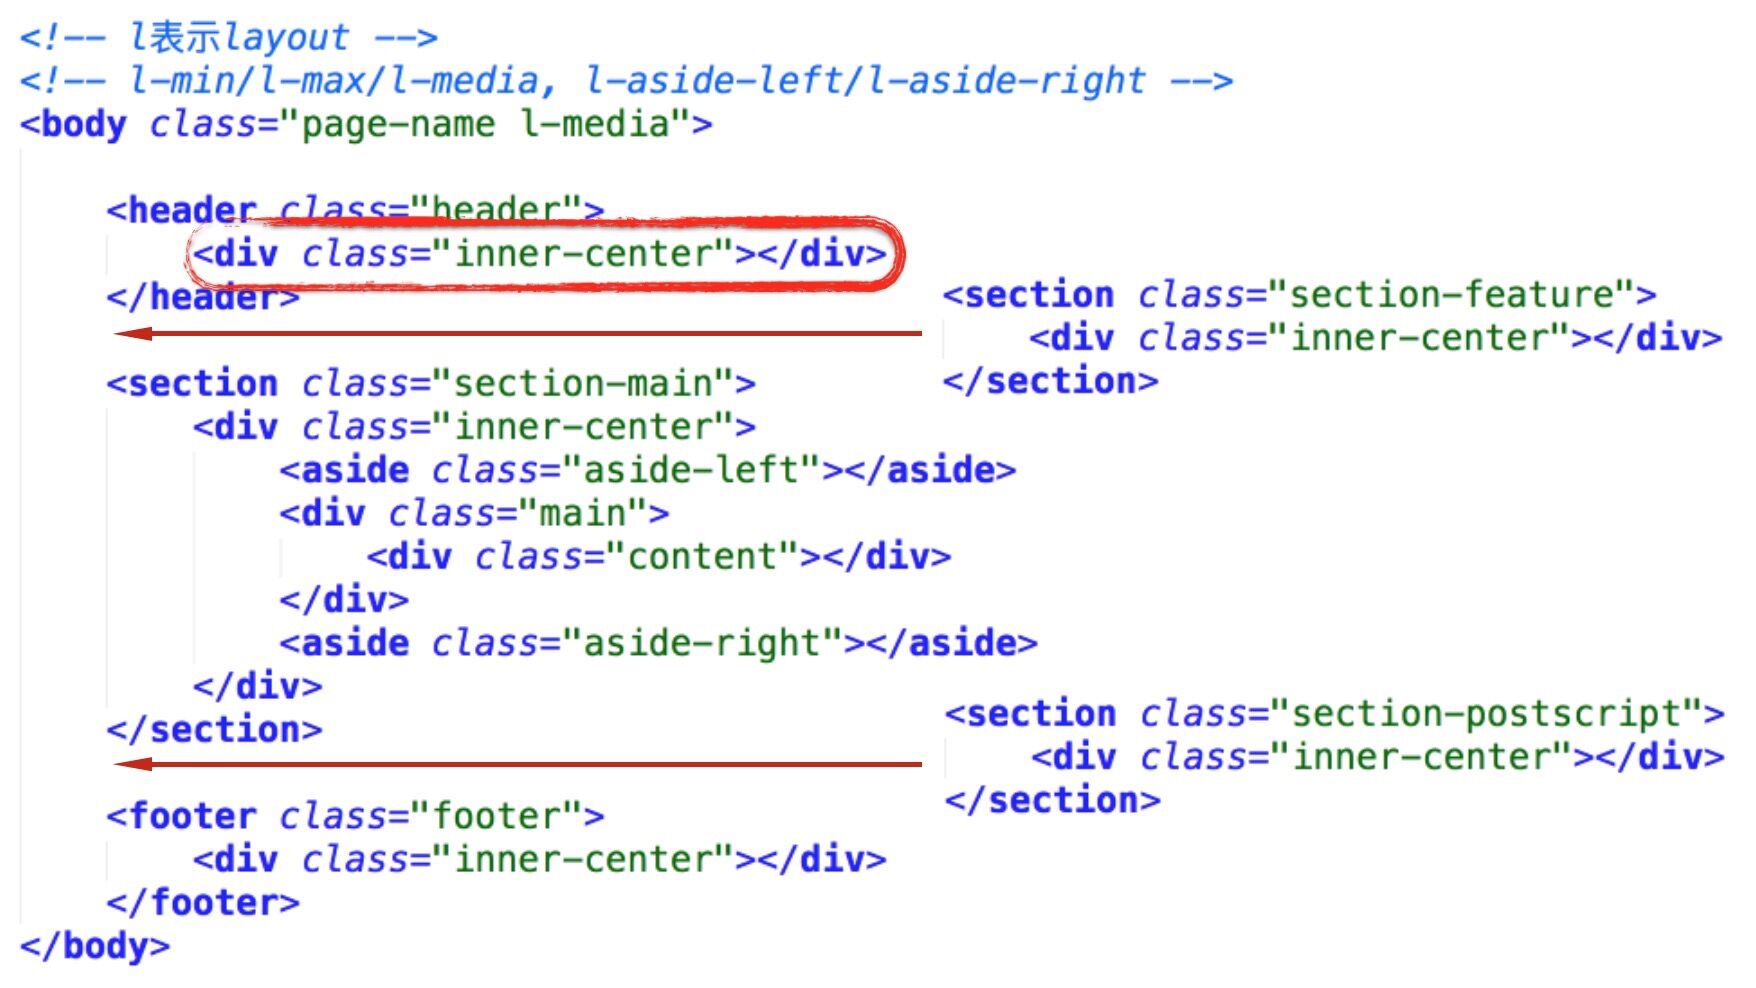 <!-- l表示layout -->
<!-- l-min/l-max/l-media, l-aside-left/l-aside-right -->
<body class="page-name l-media">
<header class="header">
<div class="inner-center"></div>
</header>
<section class="section-feature">
<div class="inner-center"></div>
</section>
<section class="section-main">
<div class="inner-center">
<aside class="aside-left"></aside>
<div class="main">
<div class="content"></div>
</div>
<aside class="aside-right"></aside>
</div>
</section>
<section class="section-postscript">
<div class="inner-center"></div>
</section>
<footer class="footer">
<div class="inner-center"></div>
</footer>
</body>